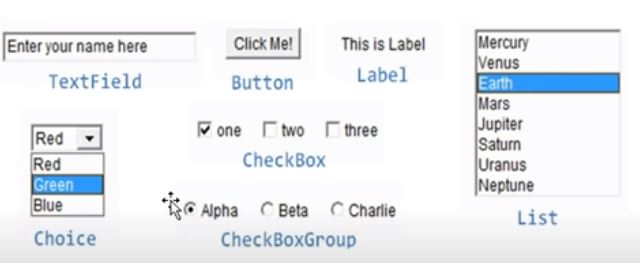 Enter your name here
TextField
Click Me!
Button
This is Label
Label
Mercury
Venus
Earth
Mars
Jupiter
Saturn
Uranus
Neptune
List
Red
Red
Green
Blue
Choice
one two three
CheckBox
Alpha Beta Charlie
CheckBoxGroup